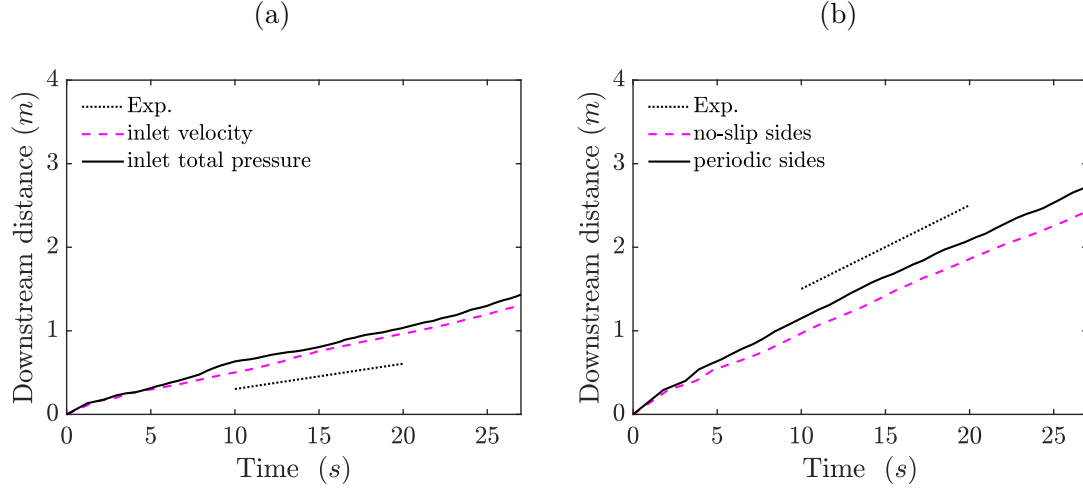 (a)
Downstream distance (m)
4
3
2
1
0
Exp.
inlet velocity
inlet total pressure
0 5 10 15 20 25
Time (s)
(b)
Downstream distance (m)
4
3
2
1
0
Exp.
no-slip sides
periodic sides
0 5 10 15 20 25
Time (s)